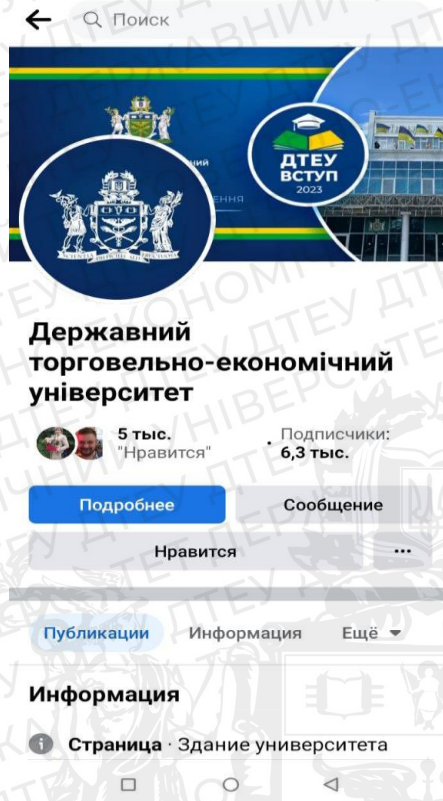 Поиск
ДТЕУ
ВСТУП
2023
Державний
торговельно-економічний
університет
5 тыс.
"Нравится"
· Подписчики:
6,3 тыс.
Подробнее
Сообщение
Нравится
Публикации Информация Ещё
Информация
Страница · Здание университета